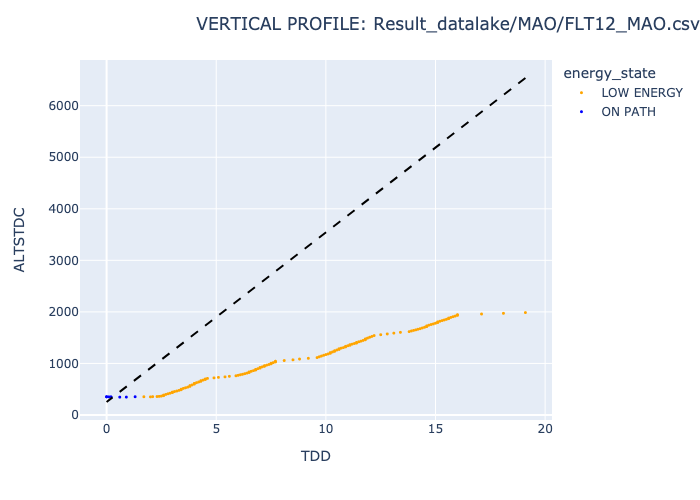 VERTICAL PROFILE: Result_datalake/MAO/FLT12_MAO.csv
energy_state
LOW ENERGY
ON PATH
ALTSTDC
6000
5000
4000
3000
2000
1000
0
0
5
10
15
20
TDD